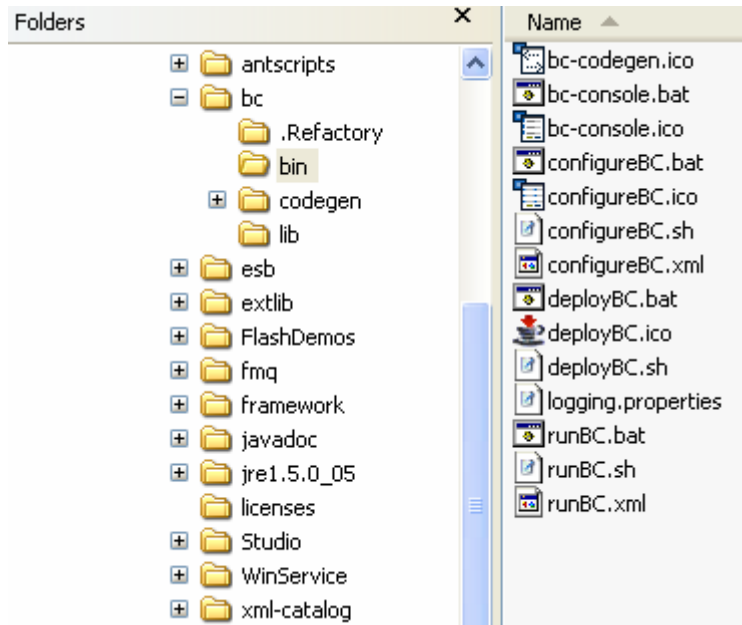 Folders
antscripts
bc
.Refactory
bin
codegen
lib
esb
extlib
FlashDemos
fmq
framework
javadoc
jre1.5.0_05
licenses
Studio
WinService
xml-catalog
Name
bc-codegen.ico
bc-console.bat
bc-console.ico
configureBC.bat
configureBC.ico
configureBC.sh
configureBC.xml
deployBC.bat
deployBC.ico
deployBC.sh
logging.properties
runBC.bat
runBC.sh
runBC.xml